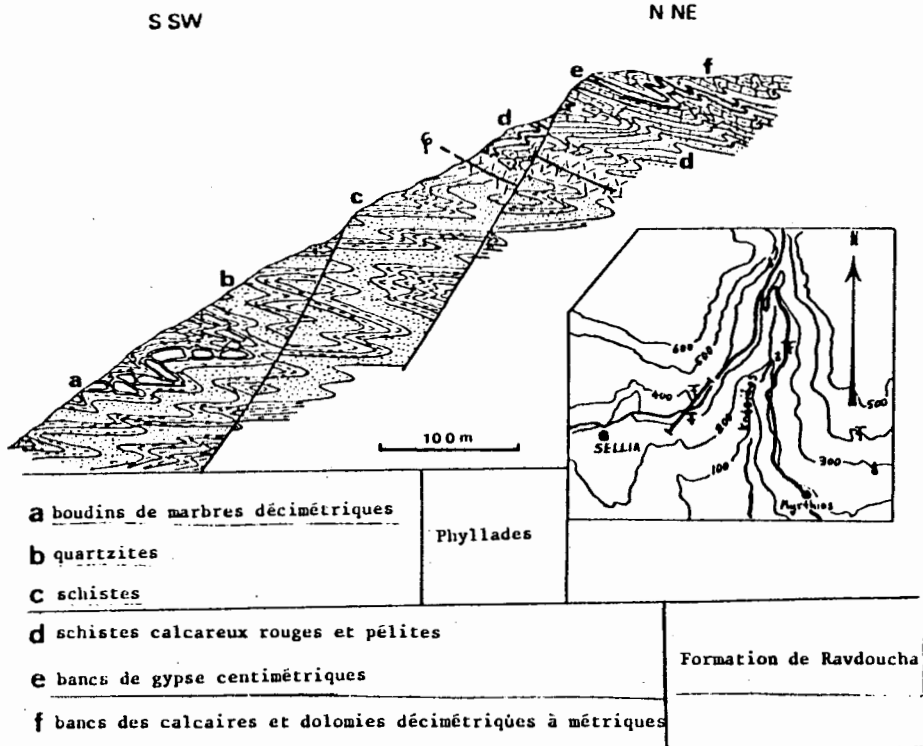 S SW
N NE
e
f
d
φ
d
c
b
a
100 m
N
600
500
400
500
200
300
100
SELLIA
Myrthios
a boudins de marbres décimétriques
b quartzites
c schistes
Phyllades
d schistes calcareux rouges et pélites
e bancs de gypse centimétriques
f bancs des calcaires et dolomies décimétriques à métriques
Formation de Ravdoucha